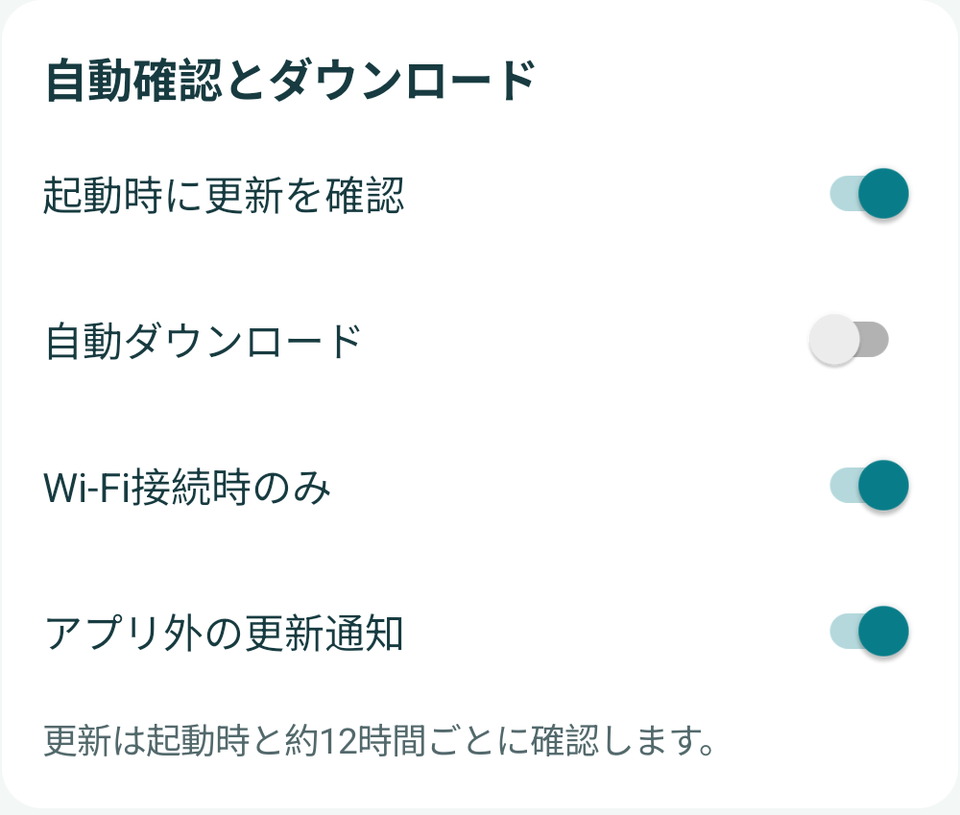 自動確認とダウンロード
起動時に更新を確認
自動ダウンロード
Wi-Fi接続時のみ
アプリ外の更新通知
更新は起動時と約12時間ごとに確認します。